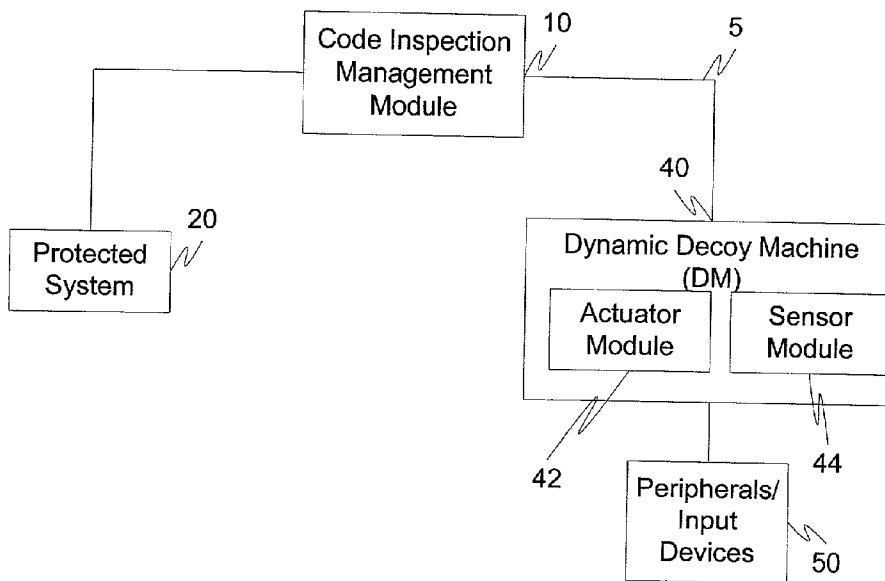 Code Inspection
Management
Module
10
5
40
20
Protected
System
Dynamic Decoy Machine
(DM)
Actuator
Module
Sensor
Module
42
44
Peripherals/
Input
Devices
50